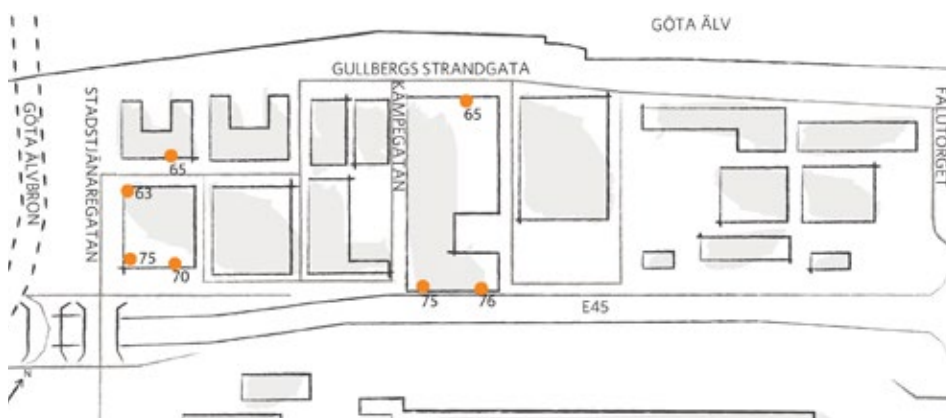 GÖTA ÄLV
GULLBERGS STRANDGATA
GÖTA ÄLVBRON
STADSTJÄNAREGATAN
KÄMPEGATAN
FALUTORGET
65
65
63
75
70
75
76
E45
N